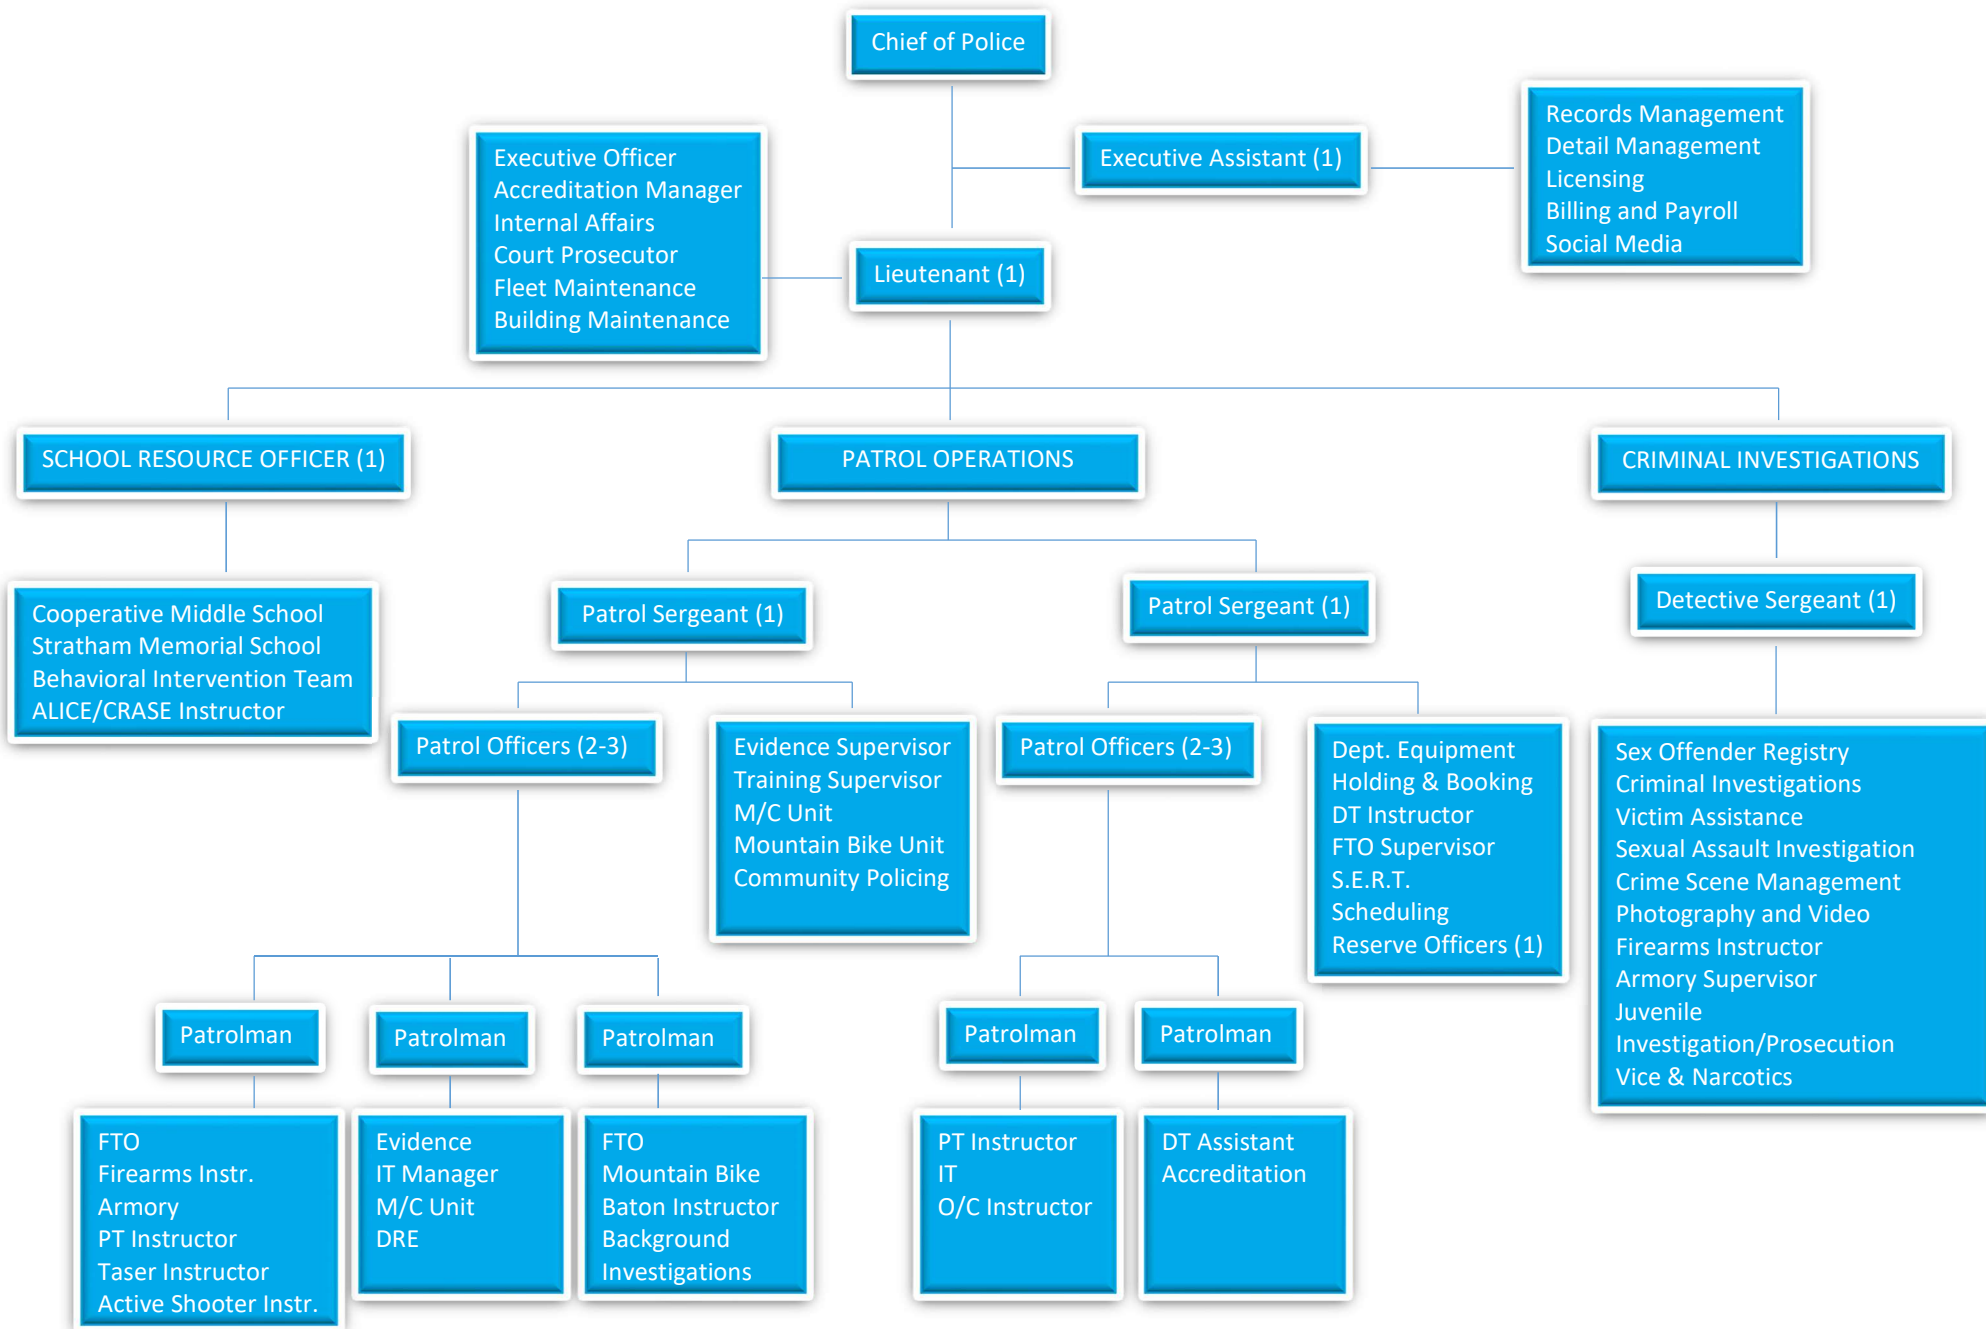 Chief of Police
Executive Officer
Accreditation Manager
Internal Affairs
Court Prosecutor
Fleet Maintenance
Building Maintenance
Executive Assistant (1)
Records Management
Detail Management
Licensing
Billing and Payroll
Social Media
Lieutenant (1)
SCHOOL RESOURCE OFFICER (1)
PATROL OPERATIONS
CRIMINAL INVESTIGATIONS
Cooperative Middle School
Stratham Memorial School
Behavioral Intervention Team
ALICE/CRASE Instructor
Patrol Sergeant (1)
Patrol Sergeant (1)
Detective Sergeant (1)
Patrol Officers (2-3)
Evidence Supervisor
Training Supervisor
M/C Unit
Mountain Bike Unit
Community Policing
Patrol Officers (2-3)
Dept. Equipment
Holding & Booking
DT Instructor
FTO Supervisor
S.E.R.T.
Scheduling
Reserve Officers (1)
Sex Offender Registry
Criminal Investigations
Victim Assistance
Sexual Assault Investigation
Crime Scene Management
Photography and Video
Firearms Instructor
Armory Supervisor
Juvenile
Investigation/Prosecution
Vice & Narcotics
Patrolman
Patrolman
Patrolman
Patrolman
Patrolman
FTO
Firearms Instr.
Armory
PT Instructor
Taser Instructor
Active Shooter Instr.
Evidence
IT Manager
M/C Unit
DRE
FTO
Mountain Bike
Baton Instructor
Background
Investigations
PT Instructor
IT
O/C Instructor
DT Assistant
Accreditation